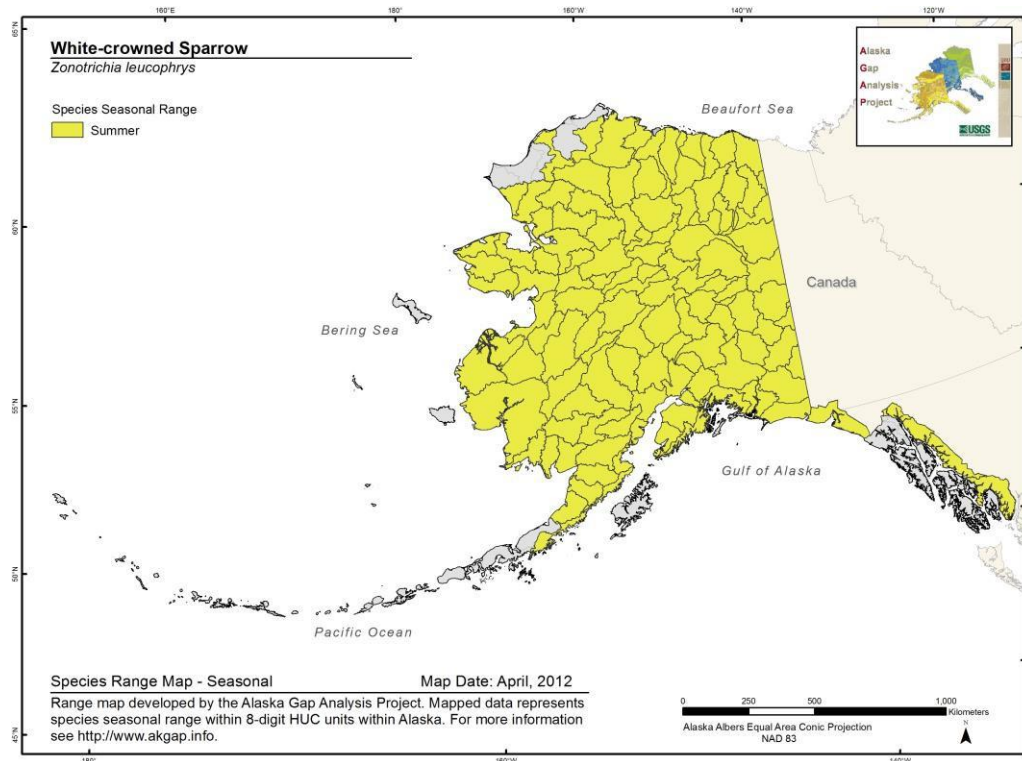 160°E
180°
160°W
140°W
120°W
65°N
60°N
55°N
50°N
45°N
White-crowned Sparrow
Zonotrichia leucophrys
Species Seasonal Range
Summer
Alaska
Gap
Analysis
Project
USGS
Beaufort Sea
Canada
Bering Sea
Gulf of Alaska
Pacific Ocean
Species Range Map - Seasonal Map Date: April, 2012
Range map developed by the Alaska Gap Analysis Project. Mapped data represents
species seasonal range within 8-digit HUC units within Alaska. For more information
see http://www.akgap.info.
0 250 500 1,000
Kilometers
Alaska Albers Equal Area Conic Projection
NAD 83
N
180°
160°W
140°W